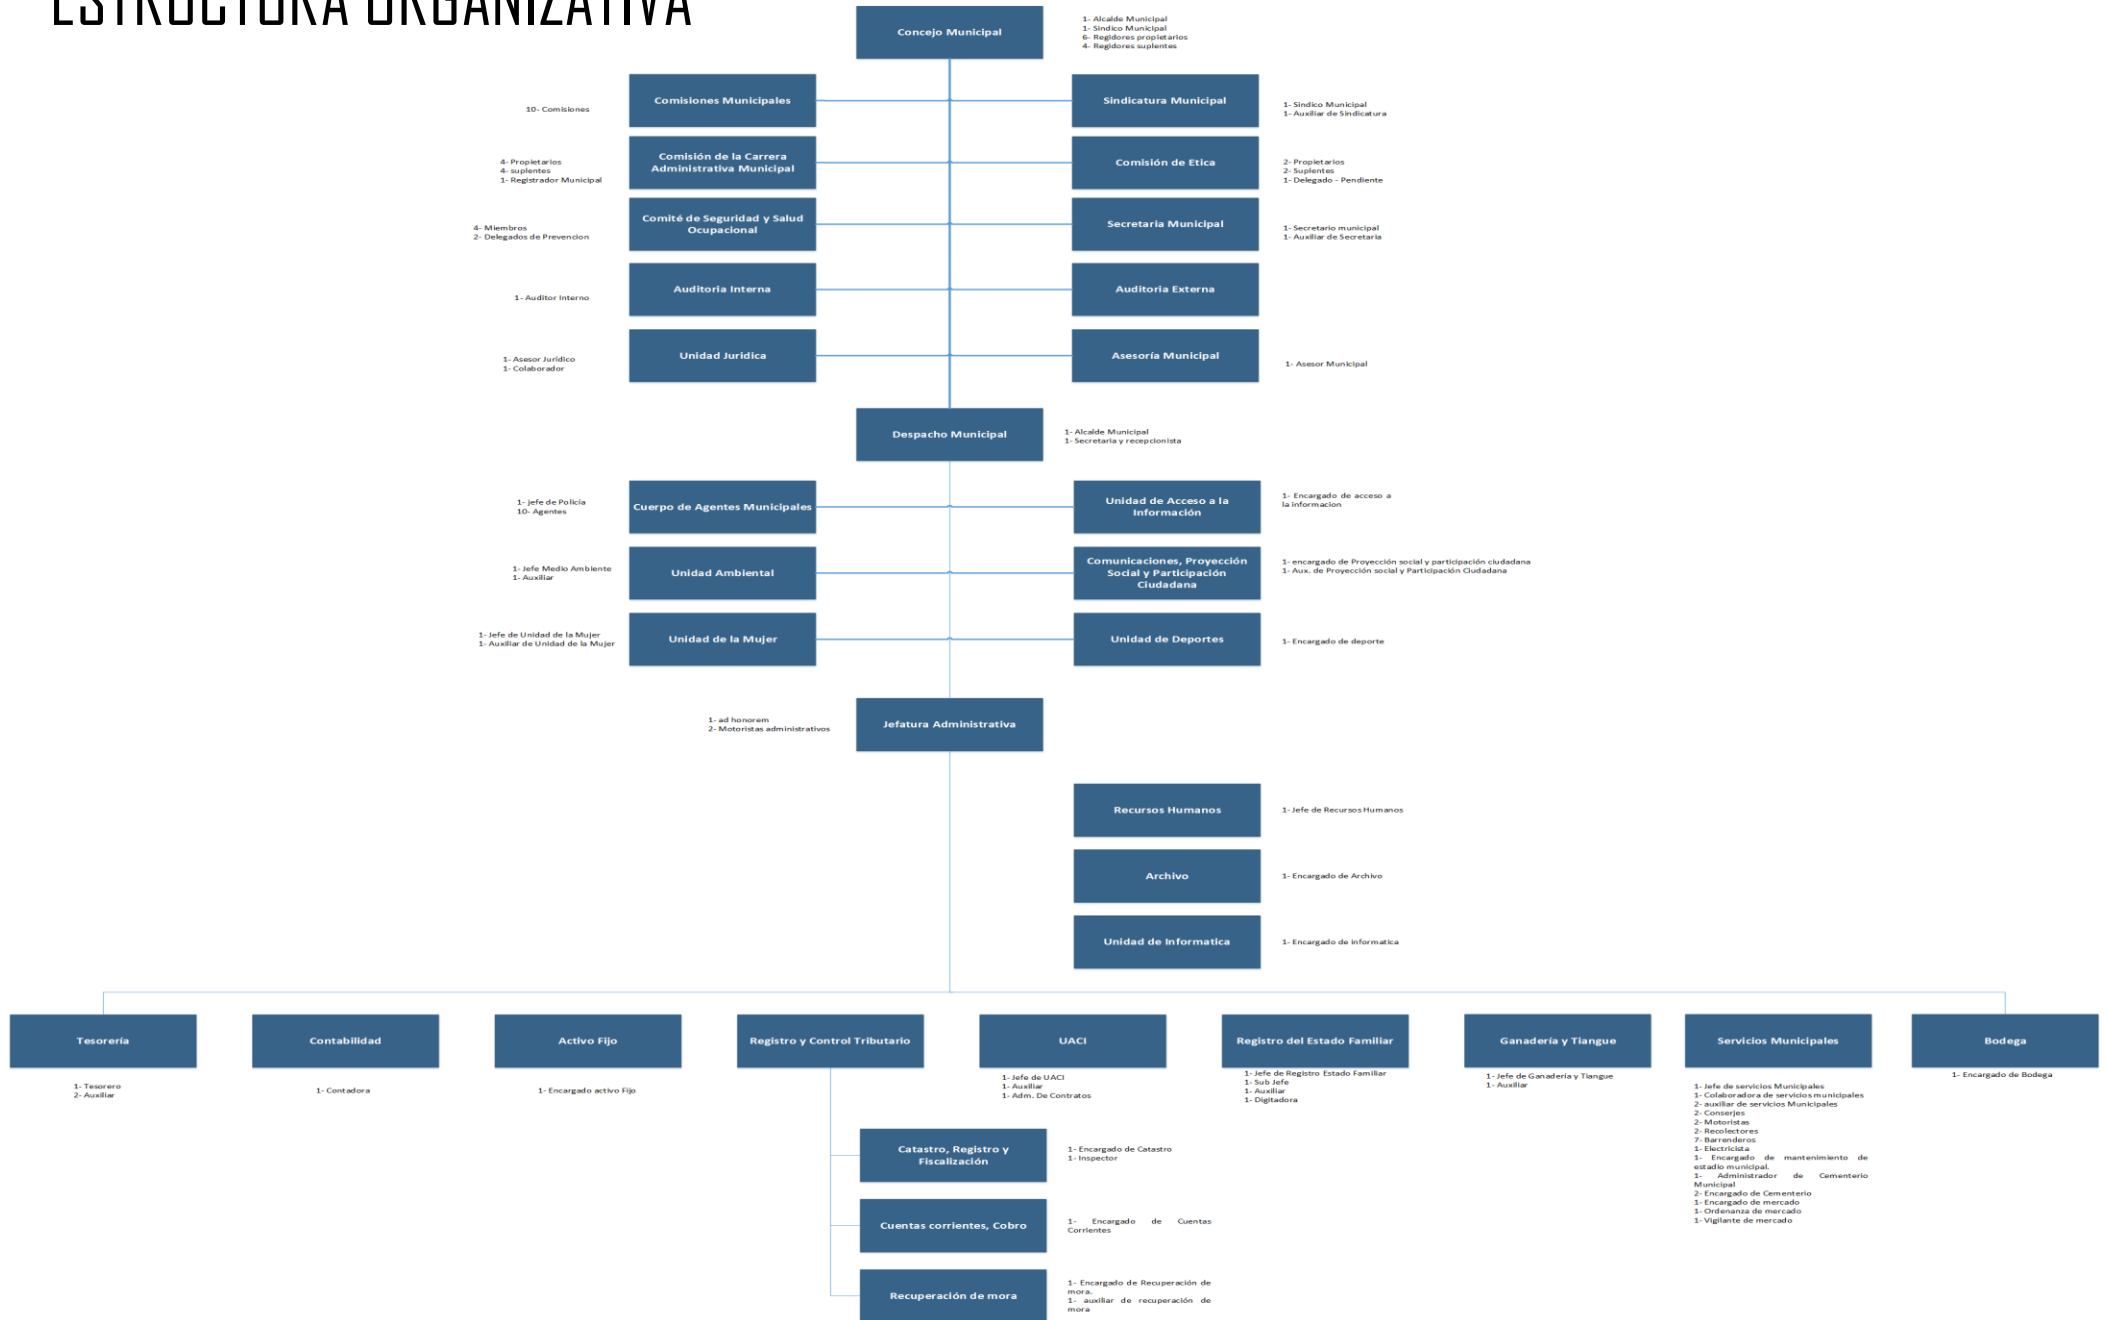 ESTRUCTURA ORGANIZATIVA
Concejo Municipal
1- Alcalde Municipal
1- Sindico Municipal
6- Regidores propietarios
4- Regidores suplentes
10- Comisiones
Comisiones Municipales
Sindicatura Municipal
1- Sindico Municipal
1- Auxiliar de Sindicatura
4- Propietarios
4- suplentes
1- Registrador Municipal
Comisión de la Carrera
Administrativa Municipal
Comisión de Etica
2- Propietarios
2- Suplentes
1- Delegado - Pendiente
4- Miembros
2- Delegados de Prevencion
Comité de Seguridad y Salud
Ocupacional
Secretaria Municipal
1- Secretario municipal
1- Auxiliar de Secretaria
1- Auditor Interno
Auditoria Interna
Auditoria Externa
1- Asesor Jurídico
1- Colaborador
Unidad Juridica
Asesoría Municipal
1- Asesor Municipal
Despacho Municipal
1- Alcalde Municipal
1- Secretaria y recepcionista
1- jefe de Policía
10- Agentes
Cuerpo de Agentes Municipales
Unidad de Acceso a la
Información
1- Encargado de acceso a
la informacion
1- Jefe Medio Ambiente
1- Auxiliar
Unidad Ambiental
Comunicaciones, Proyección
Social y Participación
Ciudadana
1- encargado de Proyección social y participación ciudadana
1- Aux. de Proyección social y Participación Ciudadana
1- Jefe de Unidad de la Mujer
1- Auxiliar de Unidad de la Mujer
Unidad de la Mujer
Unidad de Deportes
1- Encargado de deporte
1- ad honorem
2- Motoristas administrativos
Jefatura Administrativa
Recursos Humanos
1- Jefe de Recursos Humanos
Archivo
1- Encargado de Archivo
Unidad de Informatica
1- Encargado de informatica
Tesorería
1- Tesorero
2- Auxiliar
Contabilidad
1- Contadora
Activo Fijo
1- Encargado activo Fijo
Registro y Control Tributario
UACI
1- Jefe de UACI
1- Auxiliar
1- Adm. De Contratos
Registro del Estado Familiar
1- Jefe de Registro Estado Familiar
1- Sub Jefe
1- Auxiliar
1- Digitadora
Ganadería y Tiangue
1- Jefe de Ganadería y Tiangue
1- Auxiliar
Servicios Municipales
1- Jefe de servicios Municipales
1- Colaboradora de servicios municipales
2- auxiliar de servicios Municipales
2- Conserjes
2- Motoristas
2- Recolectores
7- Barrenderos
1- Electricista
1- Encargado de mantenimiento de
estadio municipal.
1- Administrador de Cementerio
Municipal
2- Encargado de Cementerio
1- Encargado de mercado
1- Ordenanza de mercado
1- Vigilante de mercado
Bodega
1- Encargado de Bodega
Catastro, Registro y
Fiscalización
1- Encargado de Catastro
1- Inspector
Cuentas corrientes, Cobro
1- Encargado de Cuentas
Corrientes
Recuperación de mora
1- Encargado de Recuperación de
mora.
1- auxiliar de recuperación de
mora